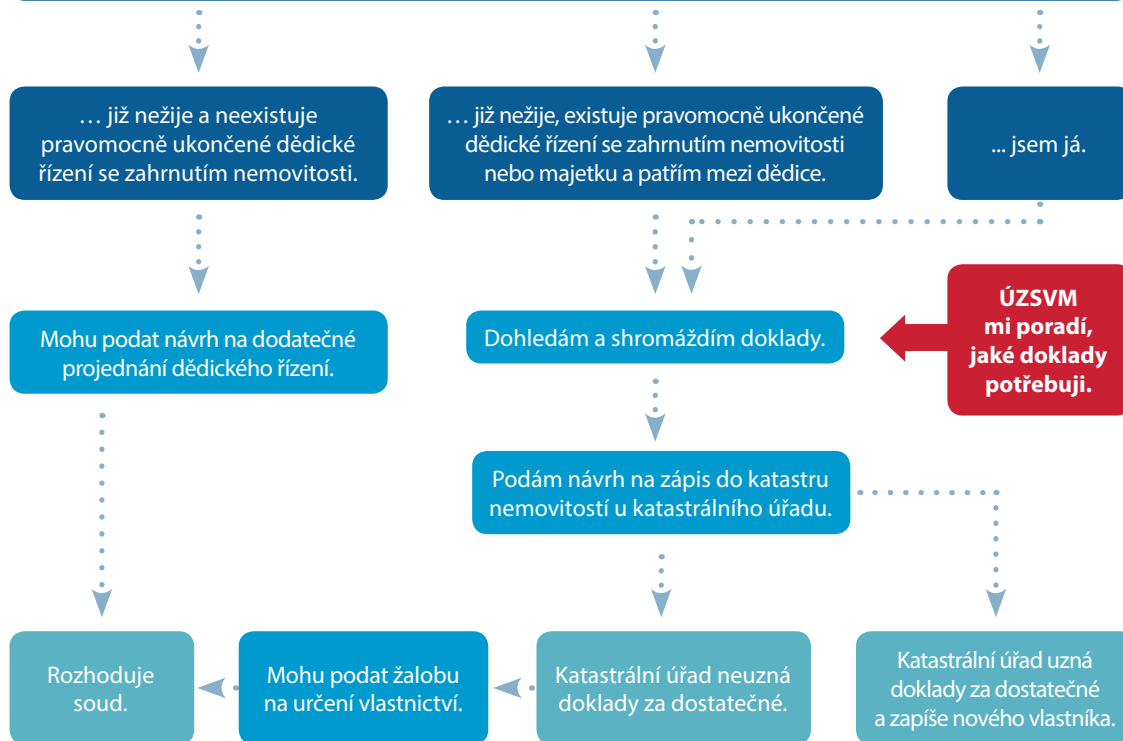 … již nežije a neexistuje
pravomocně ukončené dědické
řízení se zahrnutím nemovitosti.
… již nežije, existuje pravomocně ukončené
dědické řízení se zahrnutím nemovitosti
nebo majetku a patřím mezi dědice.
... jsem já.
Mohu podat návrh na dodatečné
projednání dědického řízení.
Dohledám a shromáždím doklady.
ÚZSVM
mi poradí,
jaké doklady
potřebuji.
Podám návrh na zápis do katastru
nemovitostí u katastrálního úřadu.
Rozhoduje
soud.
Mohu podat žalobu
na určení vlastnictví.
Katastrální úřad neuzná
doklady za dostatečné.
Katastrální úřad uzná
doklady za dostatečné
a zapíše nového vlastníka.